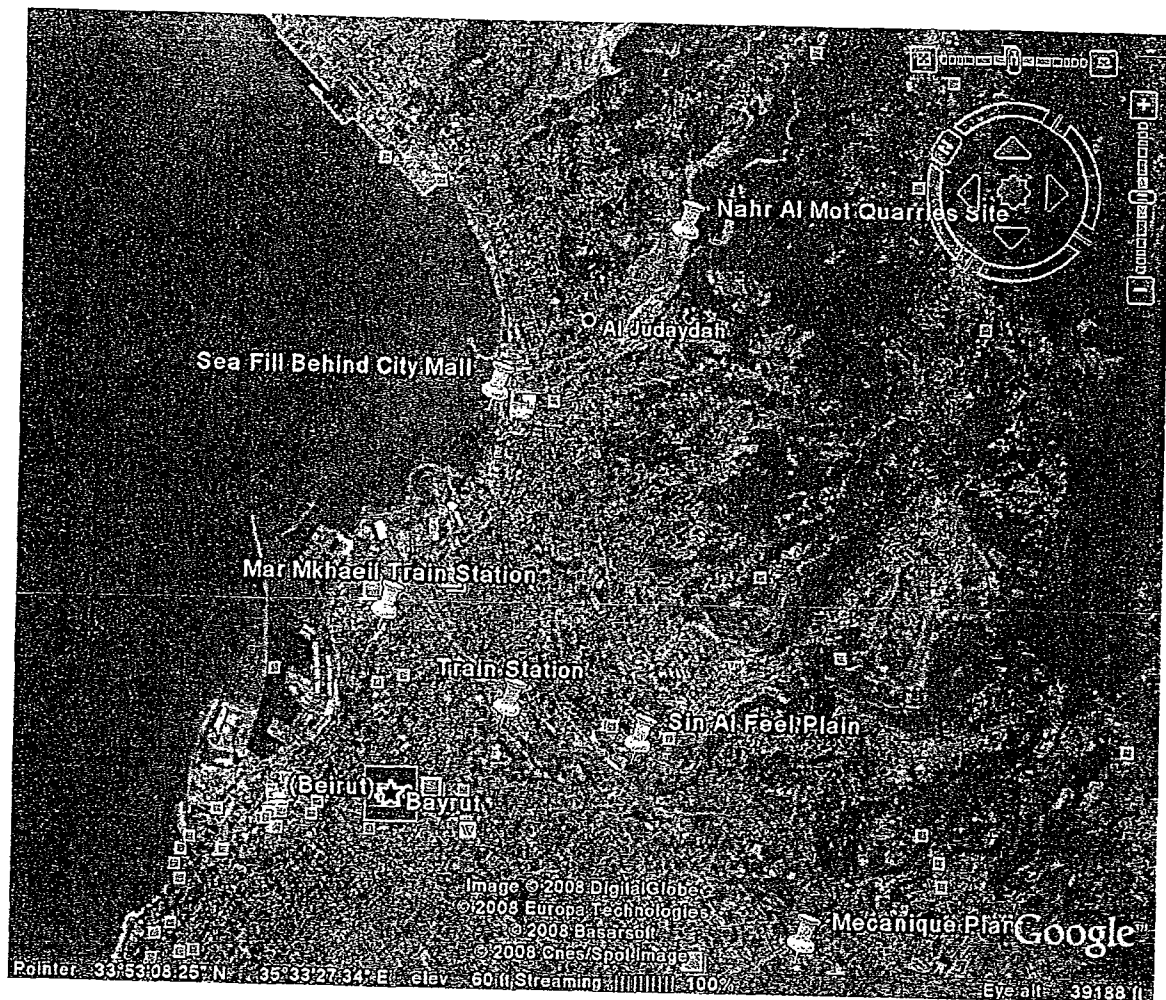 Nahr Al Mot Quarries Site
Al Judaydah
Sea Fill Behind City Mall
Mar Mkhaeil Train Station
Train Station
Sin Al Feel Plain
(Beirut)
Bayrut
Image © 2008 DigitalGlobe
© 2008 Europa Technologies
© 2008 Basarsoft
© 2008 Cnes/Spot Image
Mecanique Plan
Google™
Pointer 33°53'08.25" N 35°33'27.34" E elev 60 ft Streaming |||||||||| 100% Eye alt 39188 ft